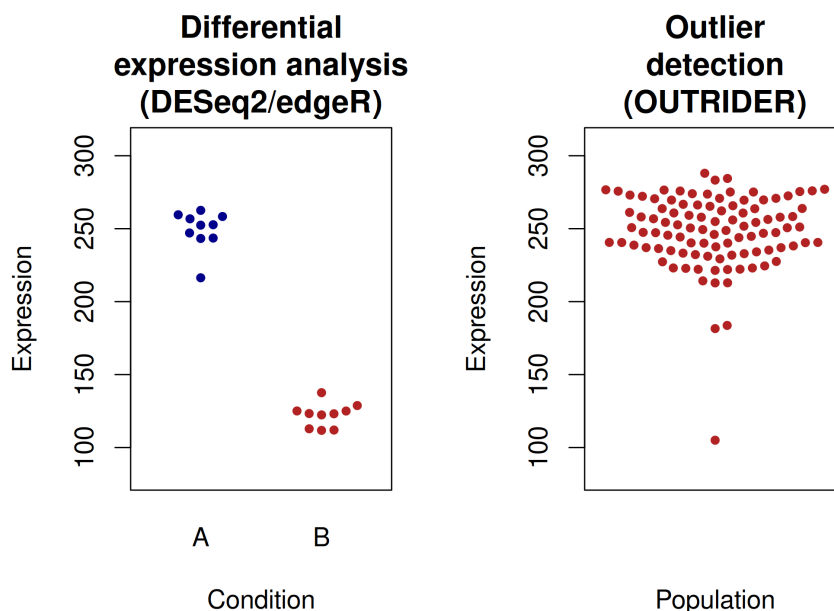 Differential
expression analysis
(DESeq2/edgeR)
Expression
300
250
200
150
100
A B
Condition
Outlier
detection
(OUTRIDER)
Expression
300
250
200
150
100
Population